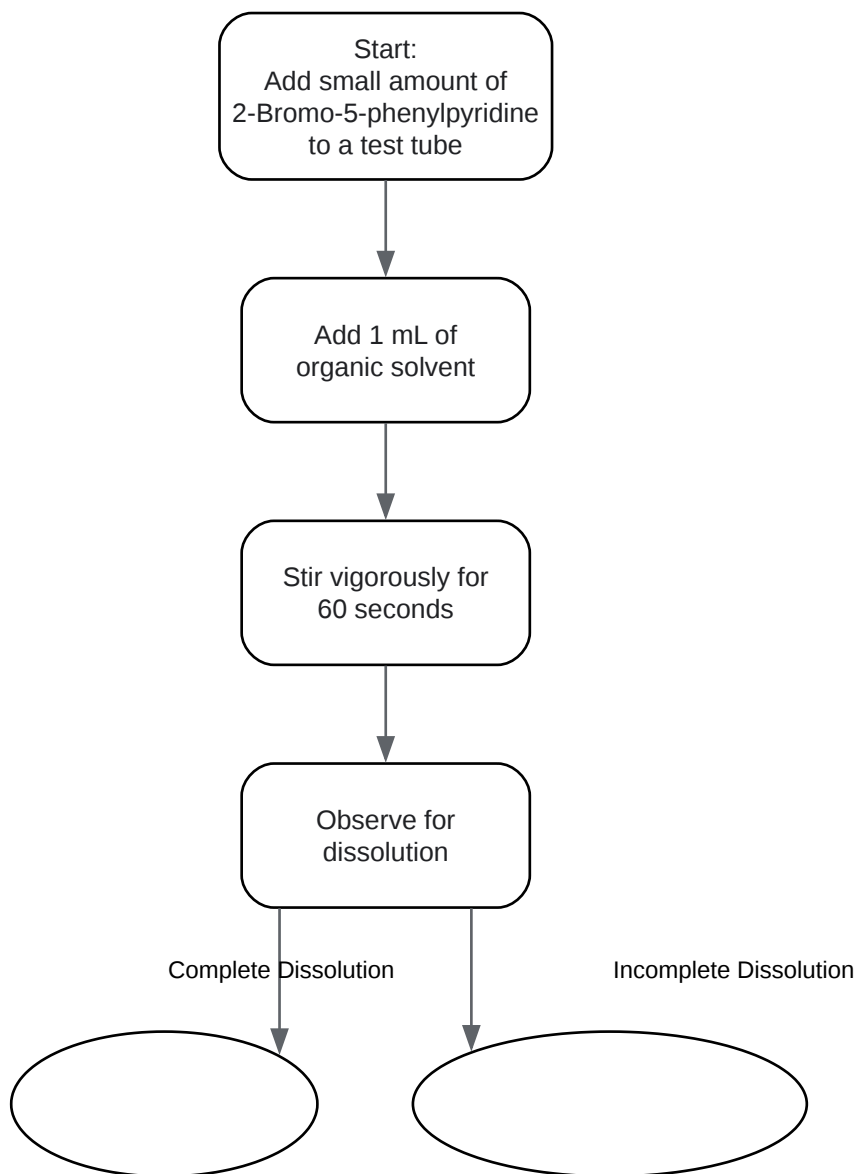 Start:
Add small amount of
2-Bromo-5-phenylpyridine
to a test tube
Add 1 mL of
organic solvent
Stir vigorously for
60 seconds
Observe for
dissolution
Complete Dissolution
Incomplete Dissolution